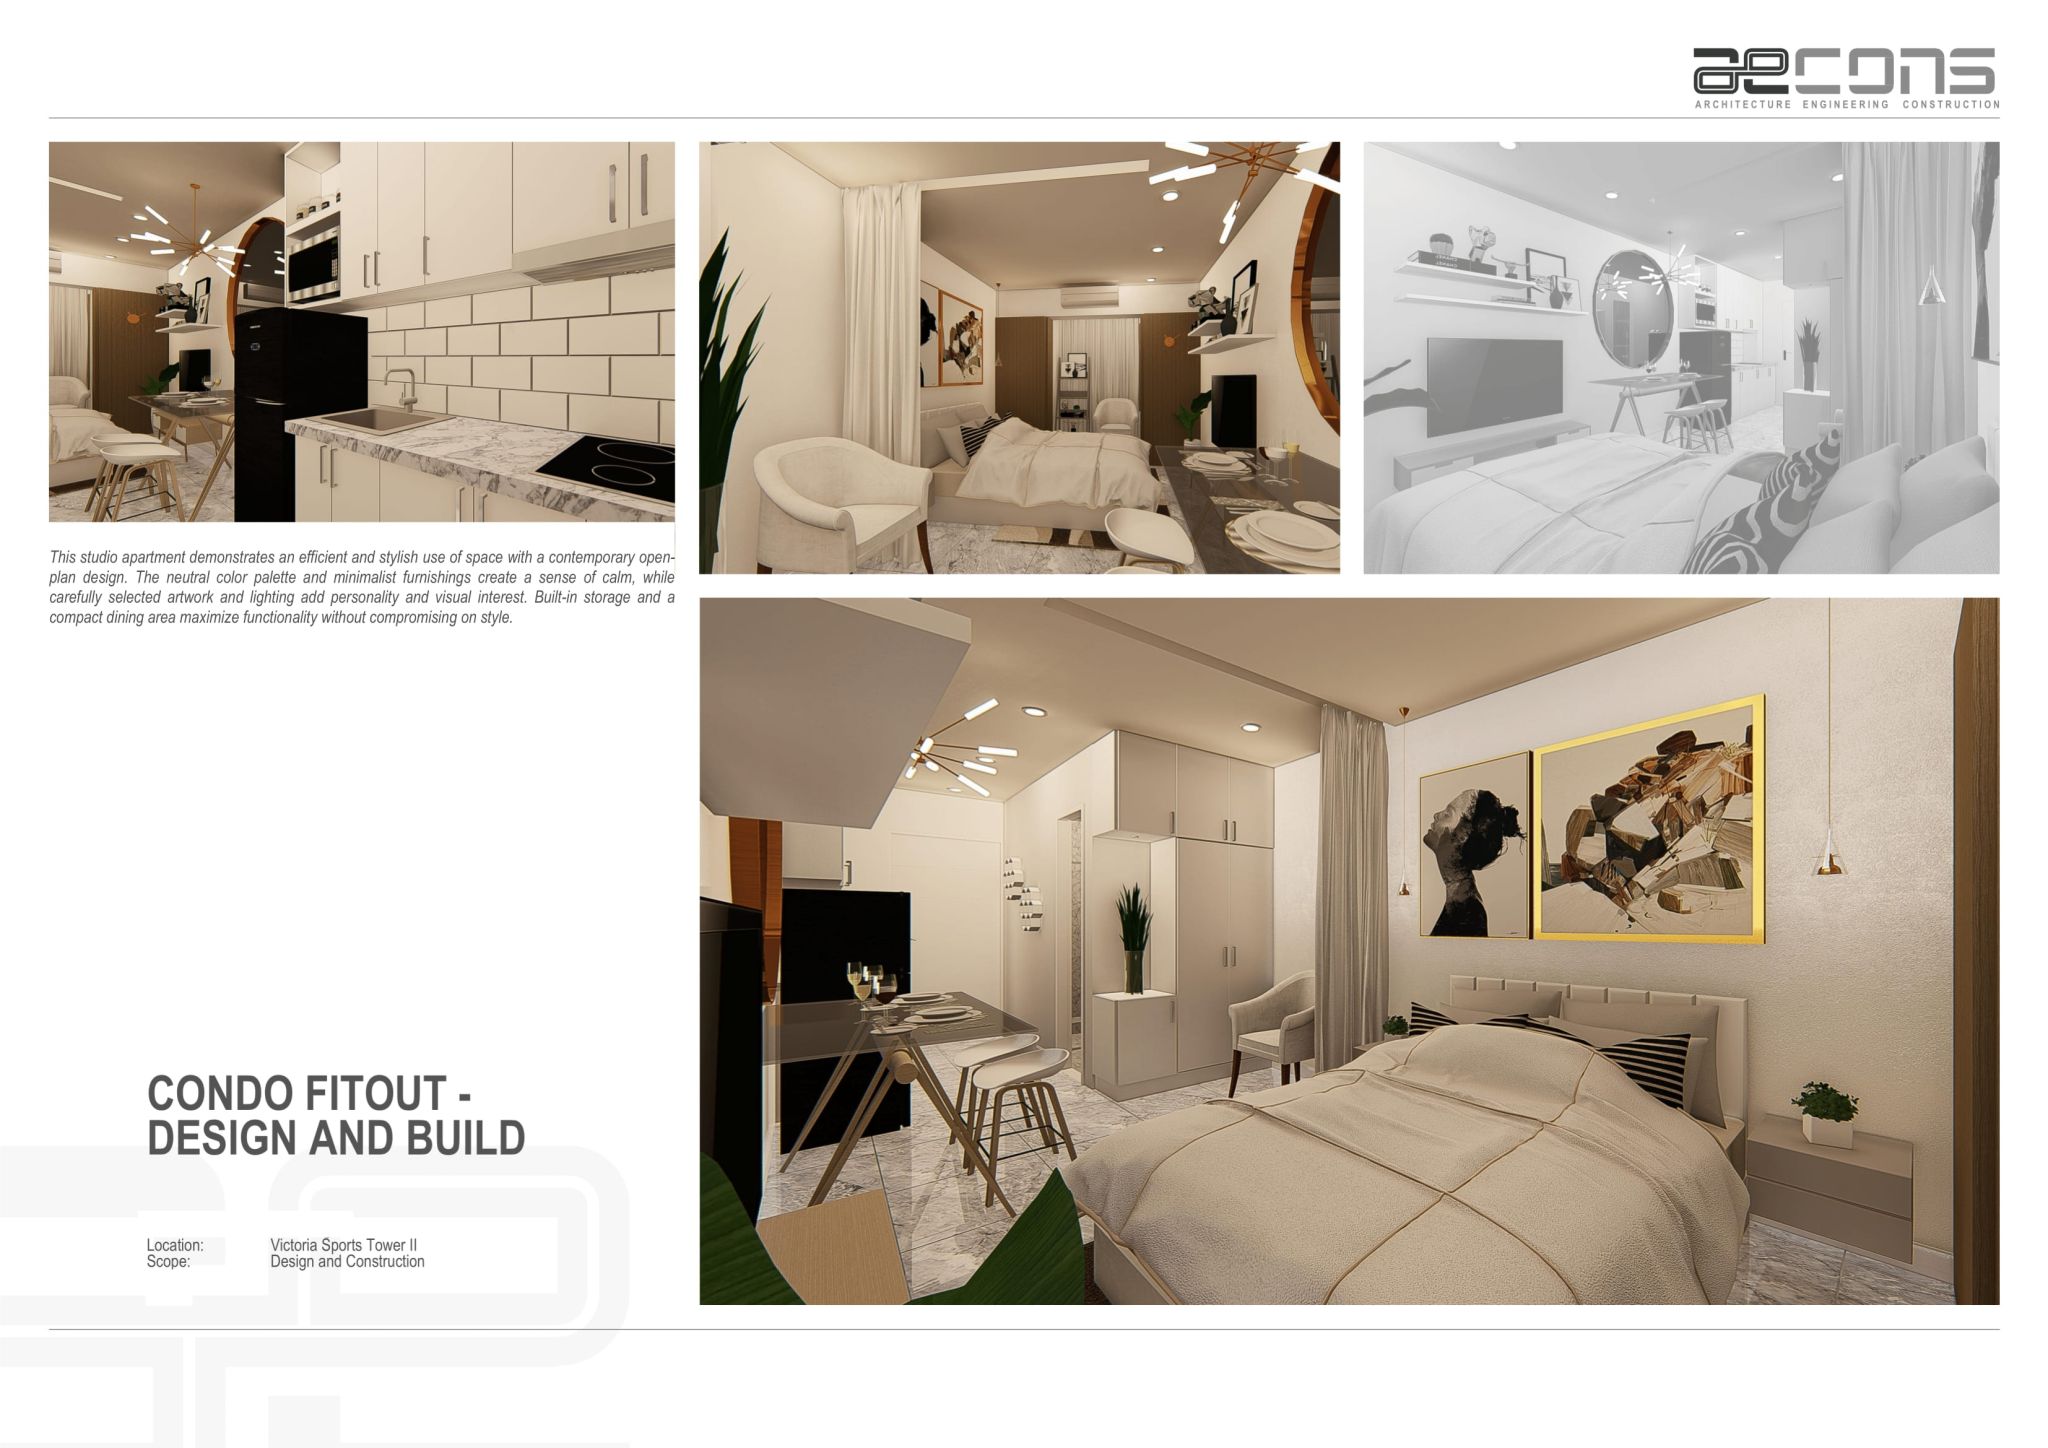 aecons
ARCHITECTURE ENGINEERING CONSTRUCTION
This studio apartment demonstrates an efficient and stylish use of space with a contemporary open-
plan design. The neutral color palette and minimalist furnishings create a sense of calm, while
carefully selected artwork and lighting add personality and visual interest. Built-in storage and a
compact dining area maximize functionality without compromising on style.
CONDO FITOUT -
DESIGN AND BUILD
Location: Victoria Sports Tower II
Scope: Design and Construction